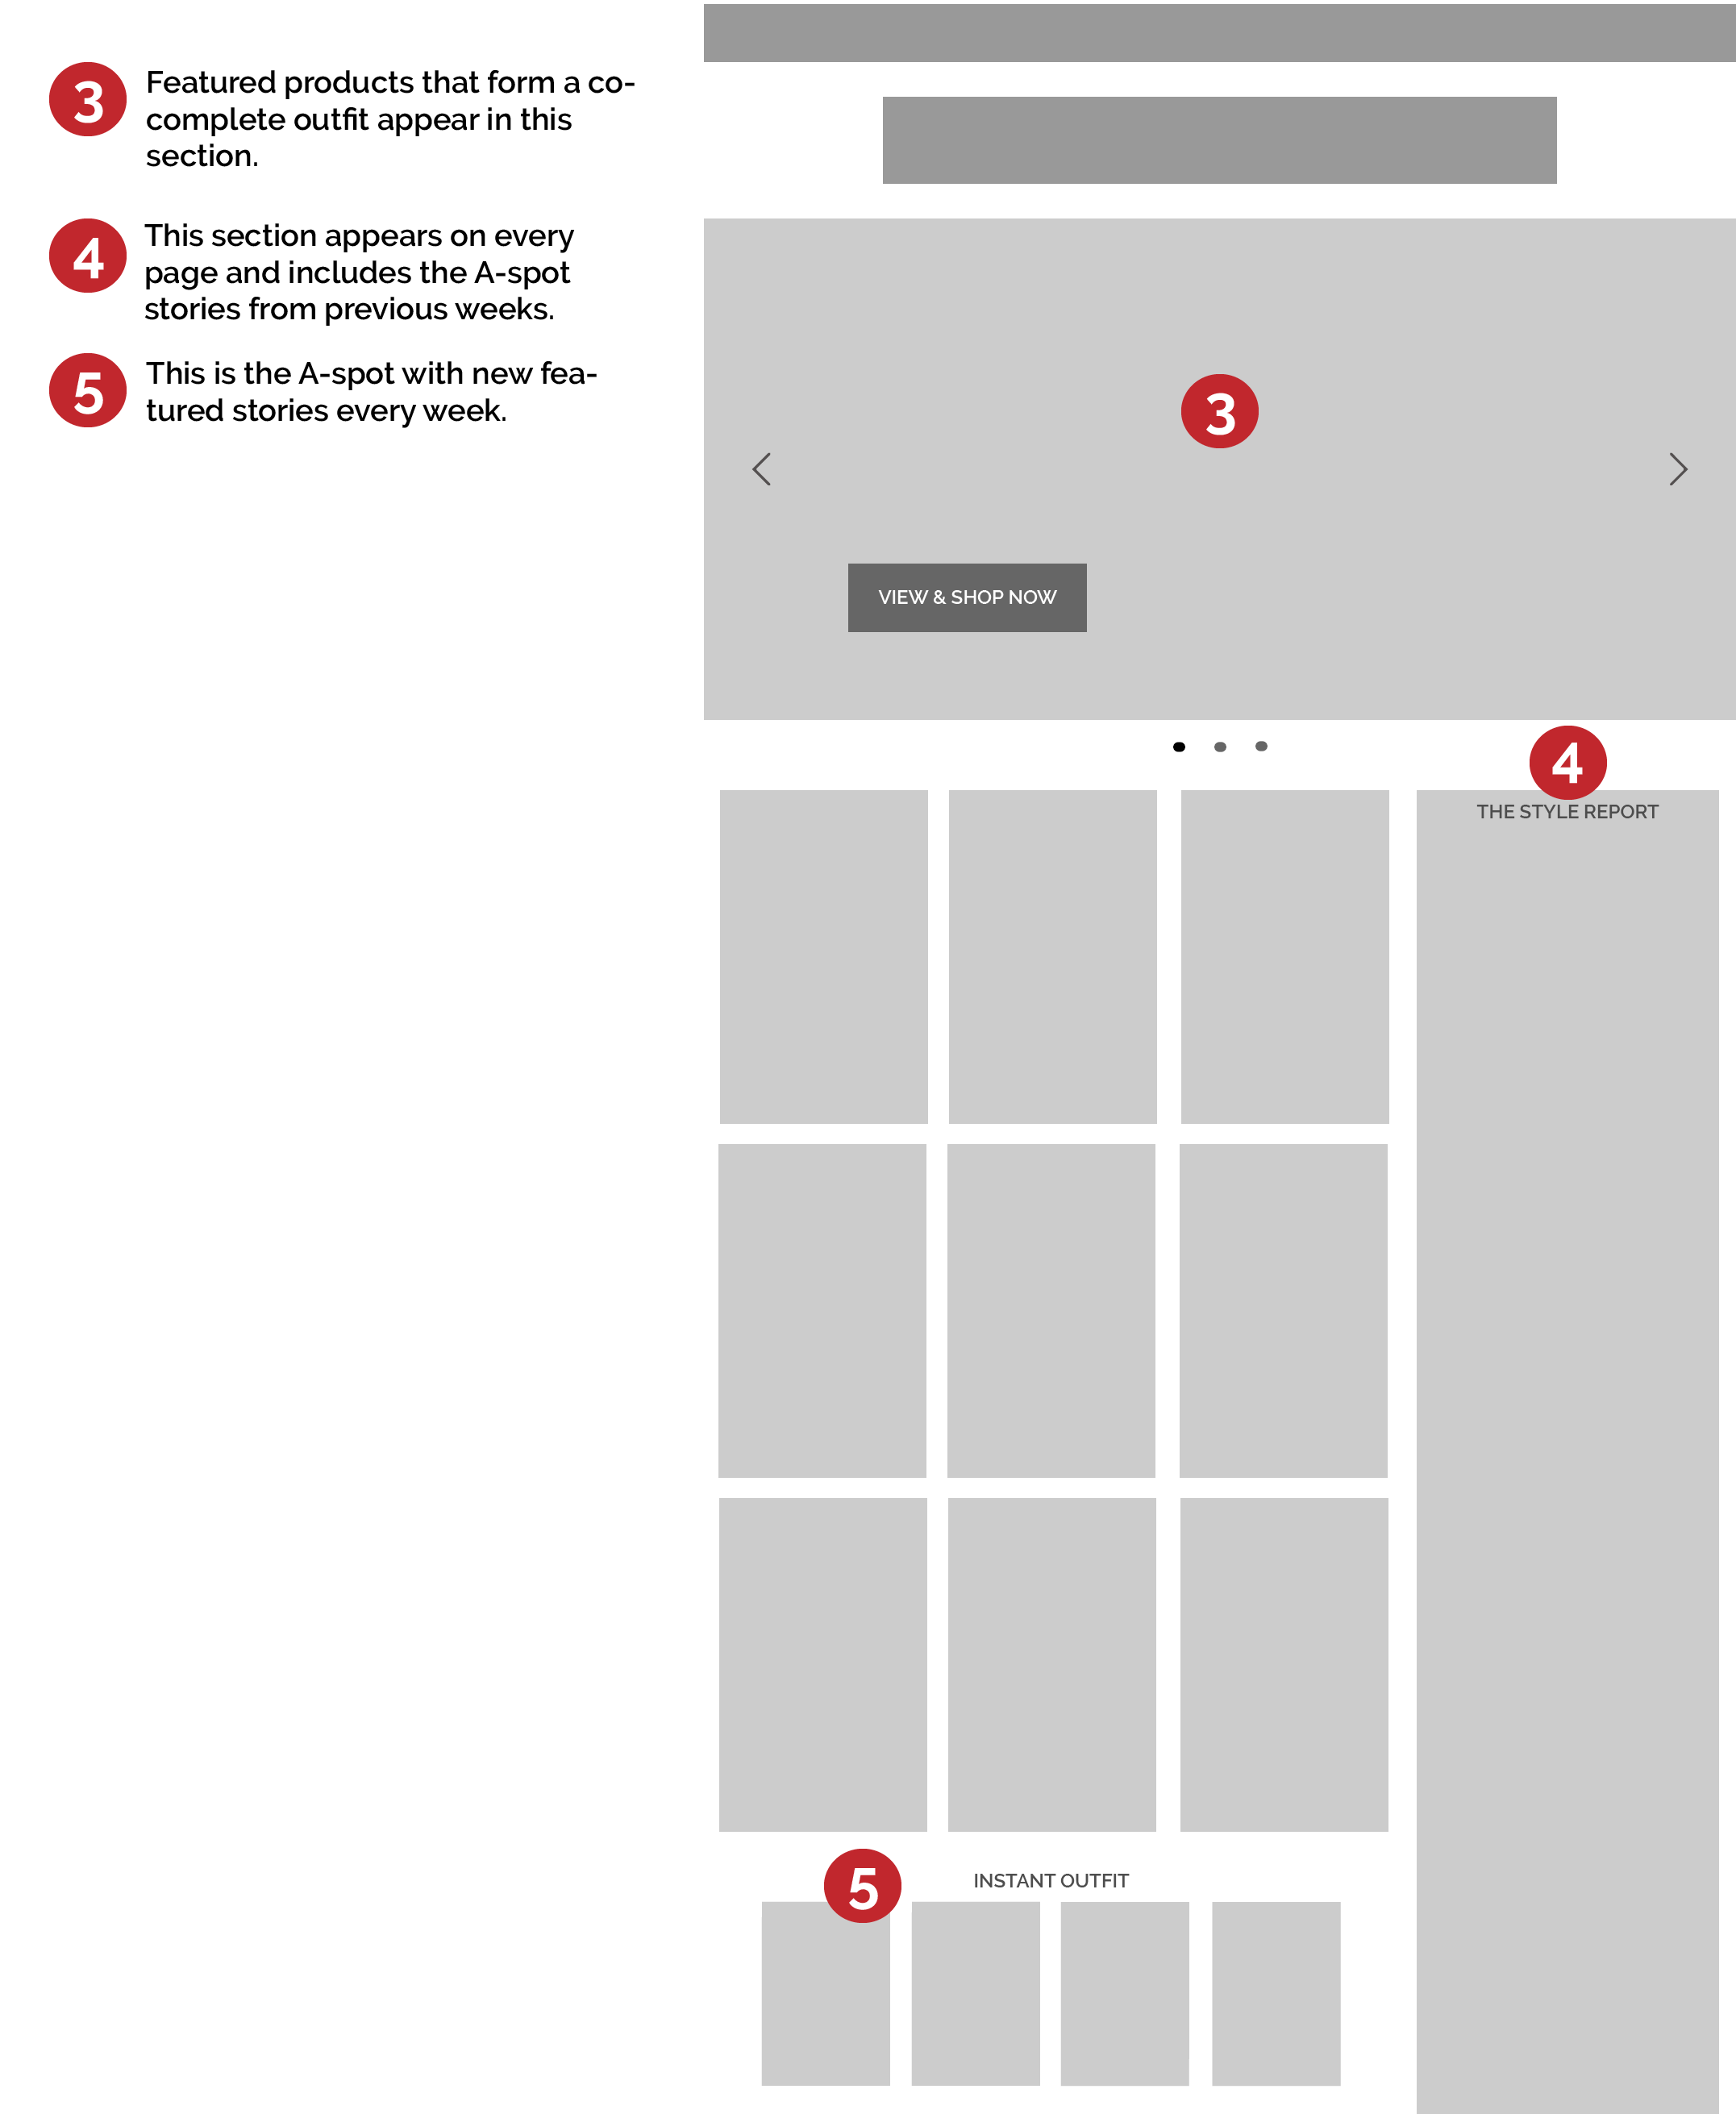 3
Featured products that form a co-
complete outfit appear in this
section.
4
This section appears on every
page and includes the A-spot
stories from previous weeks.
5
This is the A-spot with new fea-
tured stories every week.
3
VIEW & SHOP NOW
4
THE STYLE REPORT
5
INSTANT OUTFIT